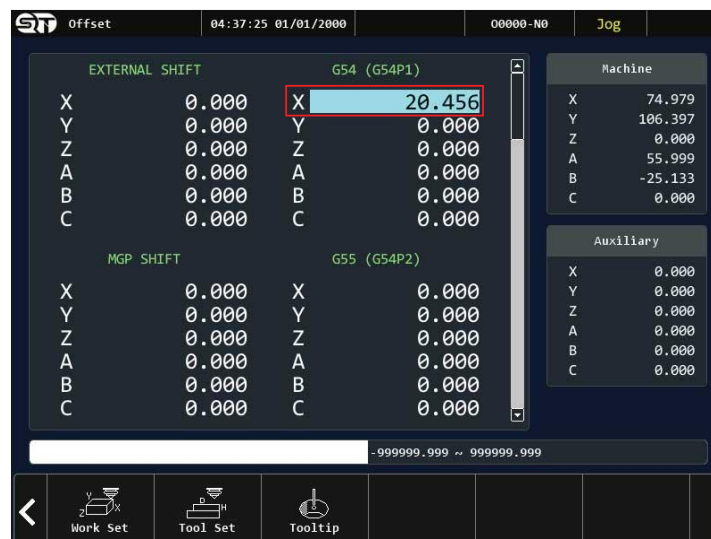 Offset 04:37:25 01/01/2000 O0000-N0 Jog
EXTERNAL SHIFT G54 (G54P1)
X 0.000 X 20.456
Y 0.000 Y 0.000
Z 0.000 Z 0.000
A 0.000 A 0.000
B 0.000 B 0.000
C 0.000 C 0.000
MGP SHIFT G55 (G54P2)
X 0.000 X 0.000
Y 0.000 Y 0.000
Z 0.000 Z 0.000
A 0.000 A 0.000
B 0.000 B 0.000
C 0.000 C 0.000
Machine
X 74.979
Y 106.397
Z 0.000
A 55.999
B -25.133
C 0.000
Auxiliary
X 0.000
Y 0.000
Z 0.000
A 0.000
B 0.000
C 0.000
-999999.999 ~ 999999.999
Y Z X D H
Work Set Tool Set Tooltip